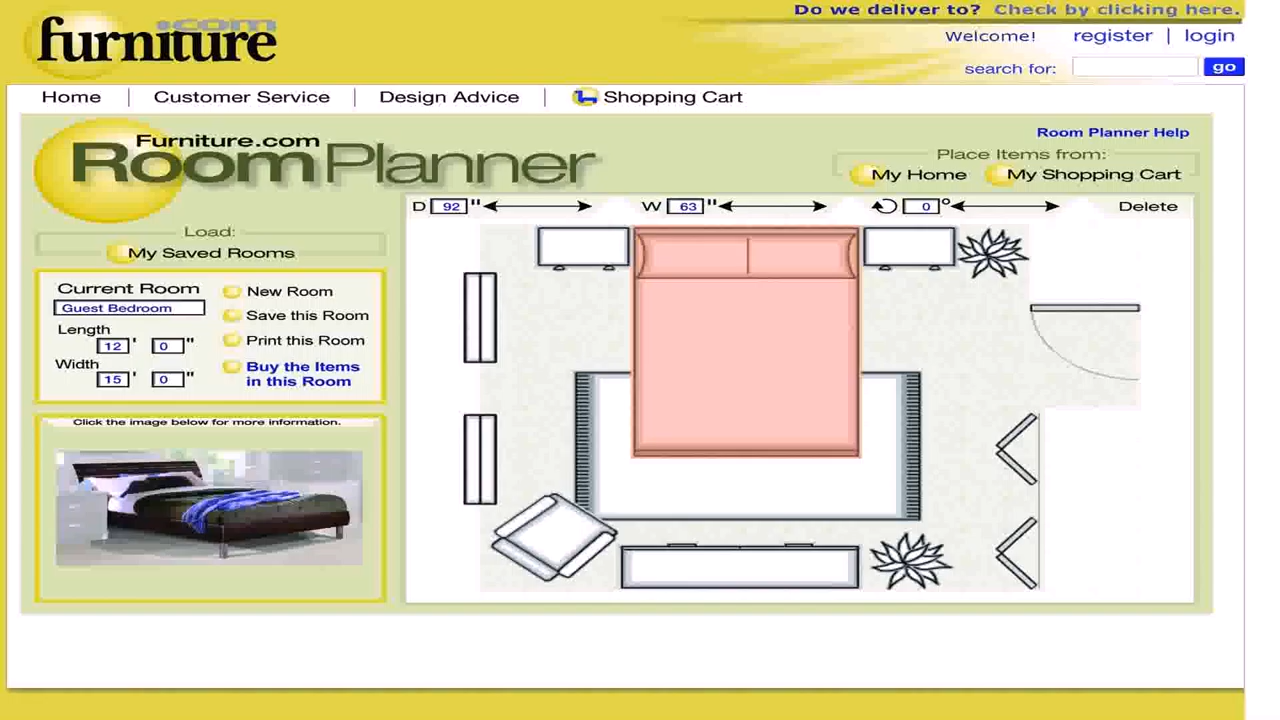 Do we deliver to? Check by clicking here.
.com
furniture
Welcome! register | login
search for: go
Home | Customer Service | Design Advice | Shopping Cart
Furniture.com
RoomPlanner
Room Planner Help
Place Items from:
My Home My Shopping Cart
D 92" W 63" 0° Delete
Load:
My Saved Rooms
Current Room
Guest Bedroom
Length
12 ' 0 "
Width
15 ' 0 "
New Room
Save this Room
Print this Room
Buy the Items
in this Room
Click the image below for more information.